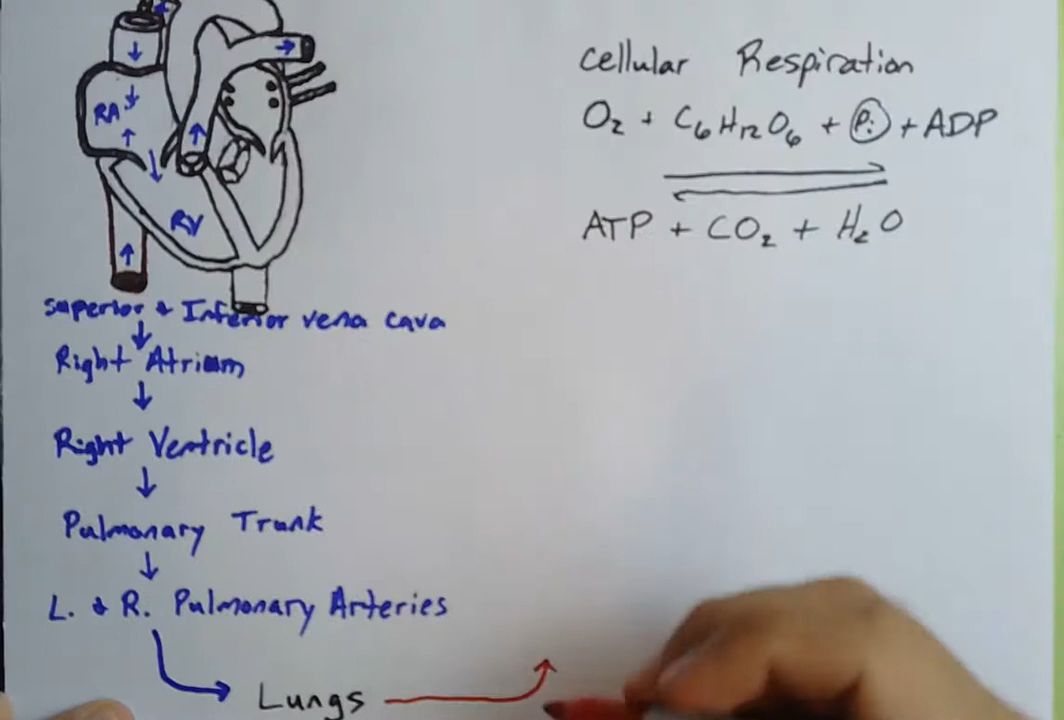 RA
RV
Superior & Inferior vena cava
Right Atrium
Right Ventricle
Pulmonary Trunk
L. & R. Pulmonary Arteries
Lungs
Cellular Respiration
O₂ + C₆H₁₂O₆ + Pi + ADP
ATP + CO₂ + H₂O